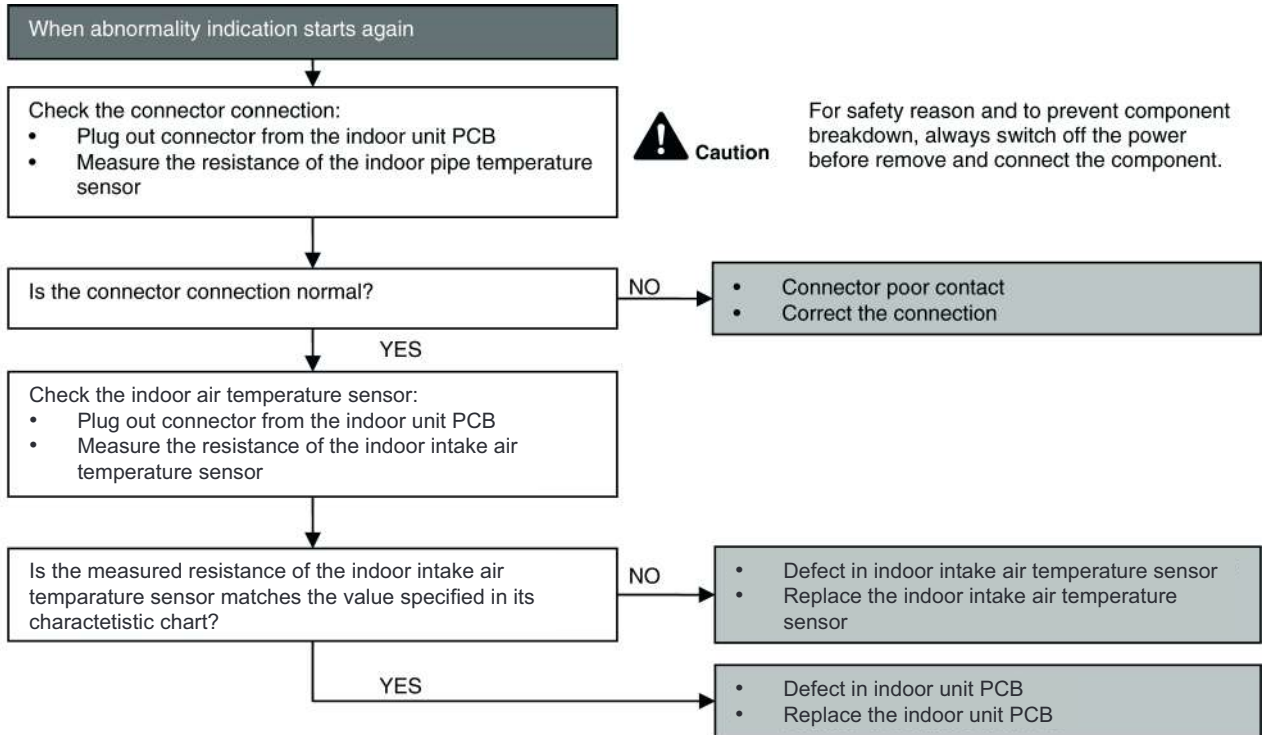 When abnormality indication starts again
Check the connector connection:
• Plug out connector from the indoor unit PCB
• Measure the resistance of the indoor pipe temperature
sensor
Caution
For safety reason and to prevent component
breakdown, always switch off the power
before remove and connect the component.
Is the connector connection normal?
NO
• Connector poor contact
• Correct the connection
YES
Check the indoor air temperature sensor:
• Plug out connector from the indoor unit PCB
• Measure the resistance of the indoor intake air
temperature sensor
Is the measured resistance of the indoor intake air
temparature sensor matches the value specified in its
charactetistic chart?
NO
• Defect in indoor intake air temperature sensor
• Replace the indoor intake air temperature
sensor
YES
• Defect in indoor unit PCB
• Replace the indoor unit PCB